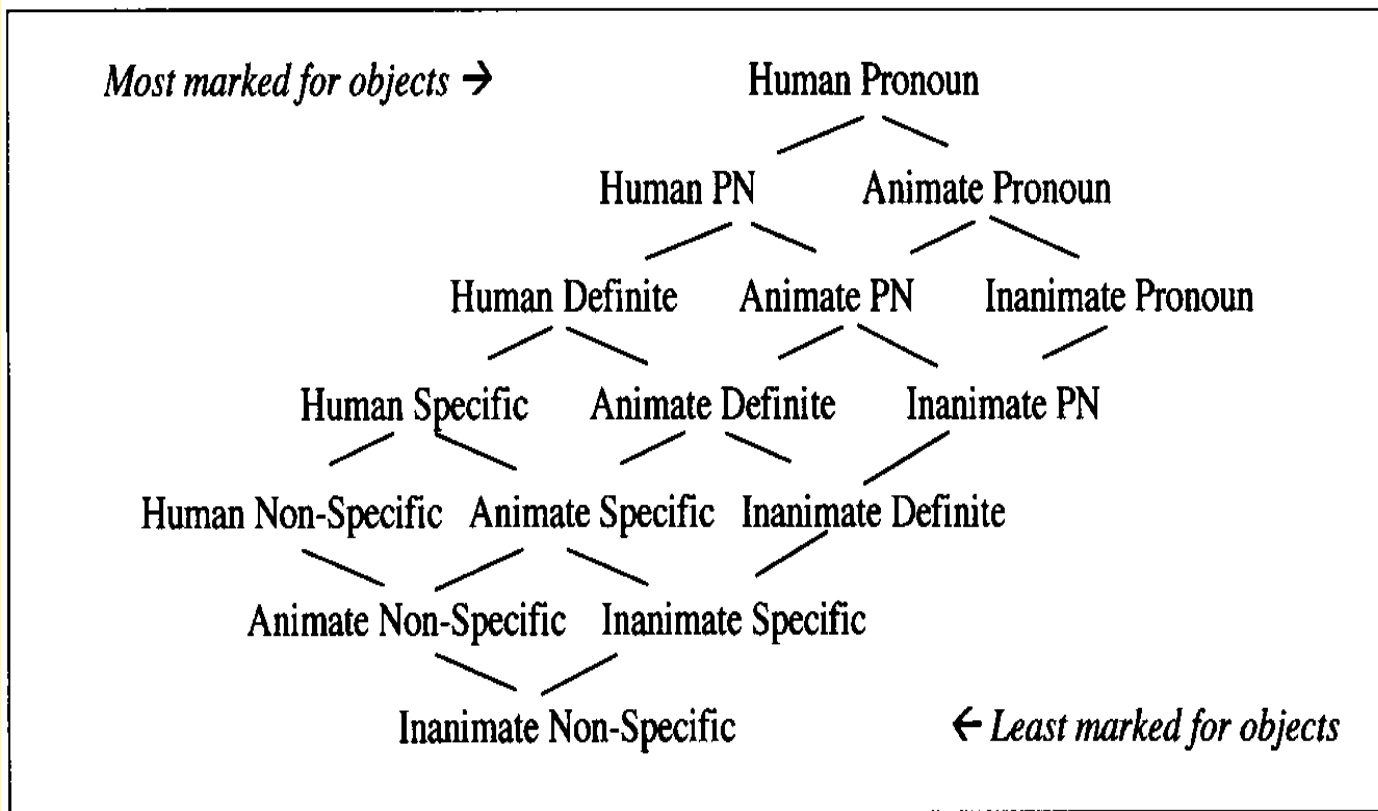 Most marked for objects → Human Pronoun
Human PN Animate Pronoun
Human Definite Animate PN Inanimate Pronoun
Human Specific Animate Definite Inanimate PN
Human Non-Specific Animate Specific Inanimate Definite
Animate Non-Specific Inanimate Specific
Inanimate Non-Specific ← Least marked for objects